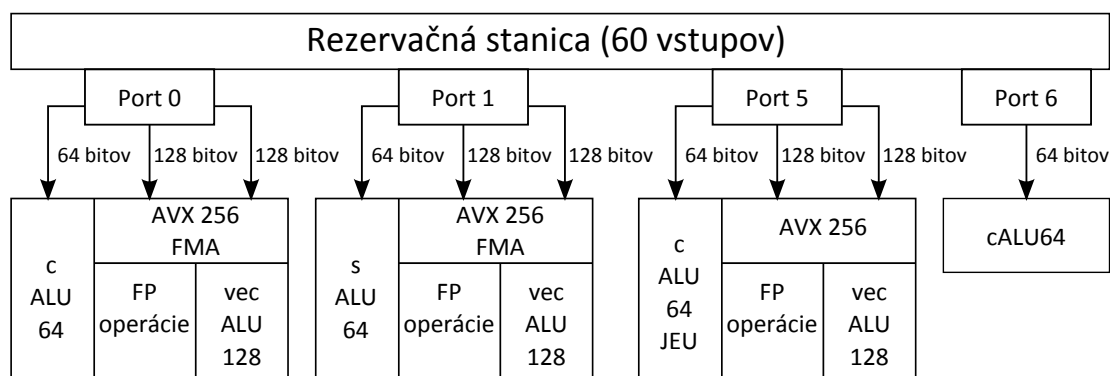 Rezervačná stanica (60 vstupov)
Port 0
Port 1
Port 5
Port 6
64 bitov
128 bitov
128 bitov
64 bitov
128 bitov
128 bitov
64 bitov
128 bitov
128 bitov
64 bitov
c
ALU
64
AVX 256
FMA
FP
operácie
vec
ALU
128
s
ALU
64
AVX 256
FMA
FP
operácie
vec
ALU
128
c
ALU
64
JEU
AVX 256
FP
operácie
vec
ALU
128
cALU64